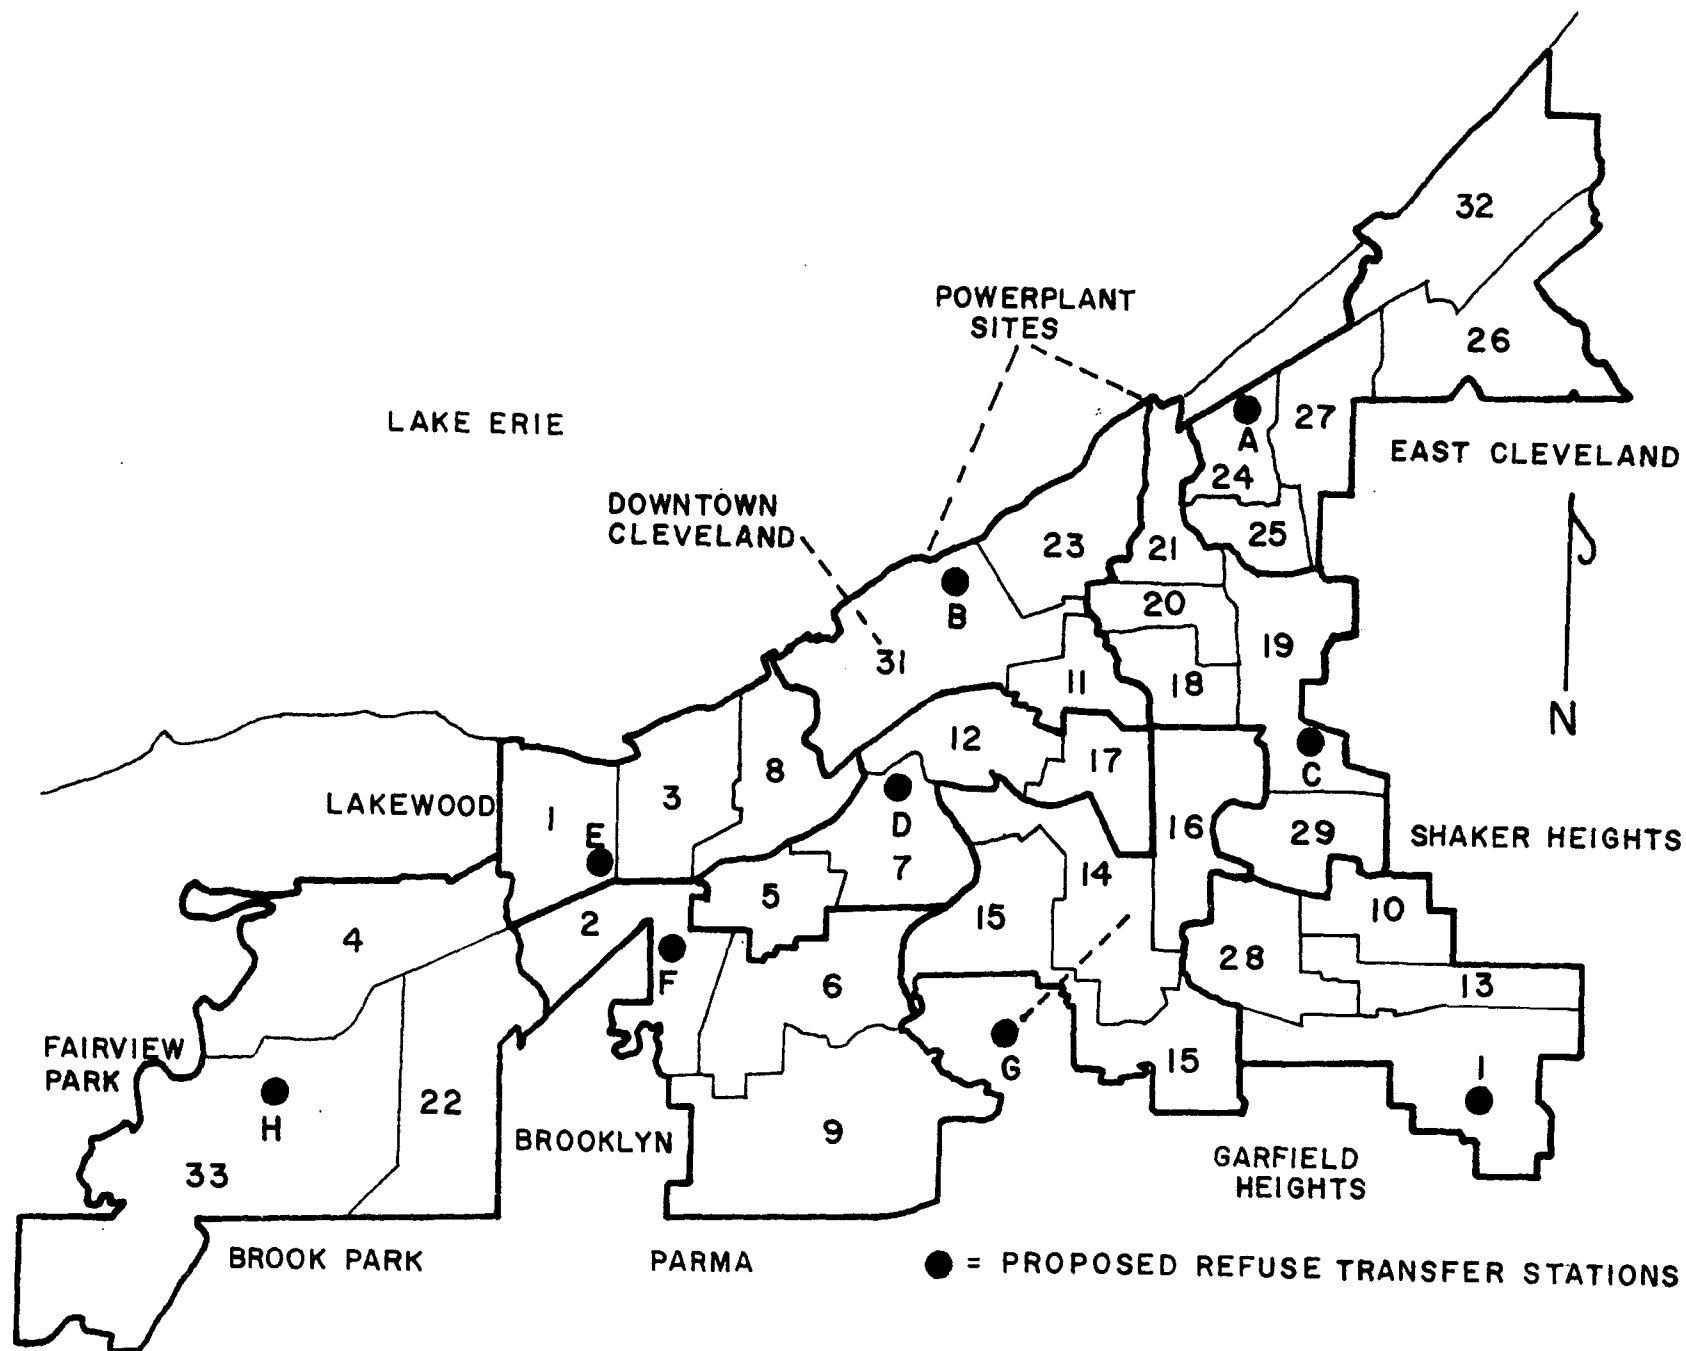 32
POWERPLANT
SITES
26
27
A
LAKE ERIE
24
EAST CLEVELAND
DOWNTOWN
CLEVELAND
23
21
25
B
20
31
19
11
18
N
12
17
C
8
3
LAKEWOOD
1
E
D
16
29
SHAKER HEIGHTS
7
14
5
10
2
15
4
F
6
28
13
FAIRVIEW
PARK
G
15
I
H
22
BROOKLYN
9
33
GARFIELD
HEIGHTS
BROOK PARK
PARMA
= PROPOSED REFUSE TRANSFER STATIONS